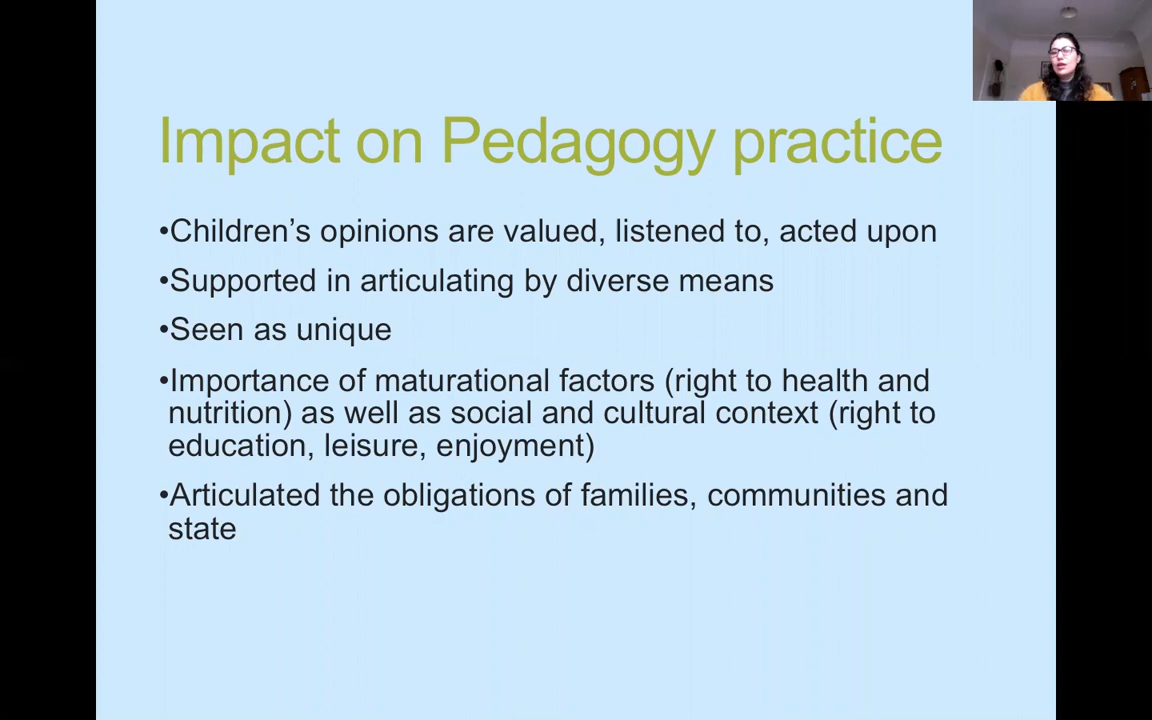 Impact on Pedagogy practice
•Children’s opinions are valued, listened to, acted upon
•Supported in articulating by diverse means
•Seen as unique
•Importance of maturational factors (right to health and
nutrition) as well as social and cultural context (right to
education, leisure, enjoyment)
•Articulated the obligations of families, communities and
state